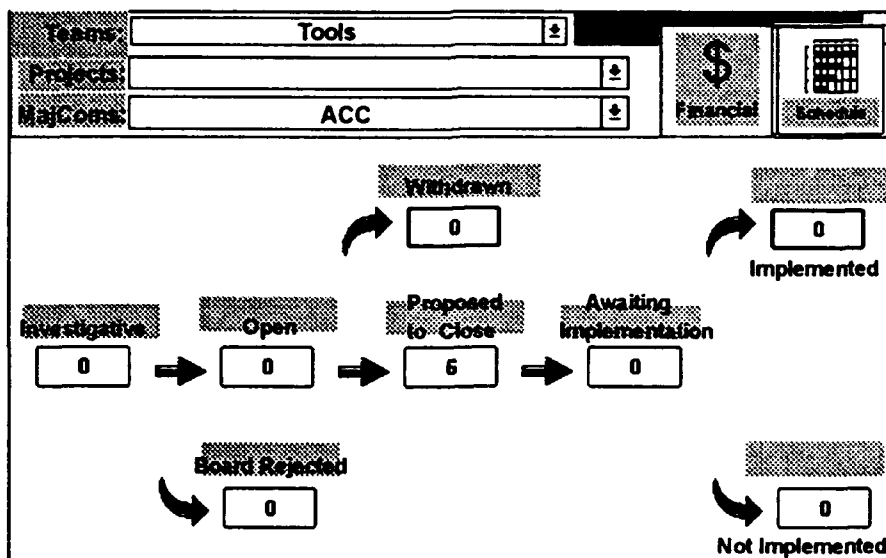 Teams: Tools
Projects:
MajComs: ACC
$
Financial
Schedule
Withdrawn
0
0
Implemented
Investigative
Open
Proposed
to Close
Awaiting
Implementation
0
0
6
0
Board Rejected
0
0
Not Implemented